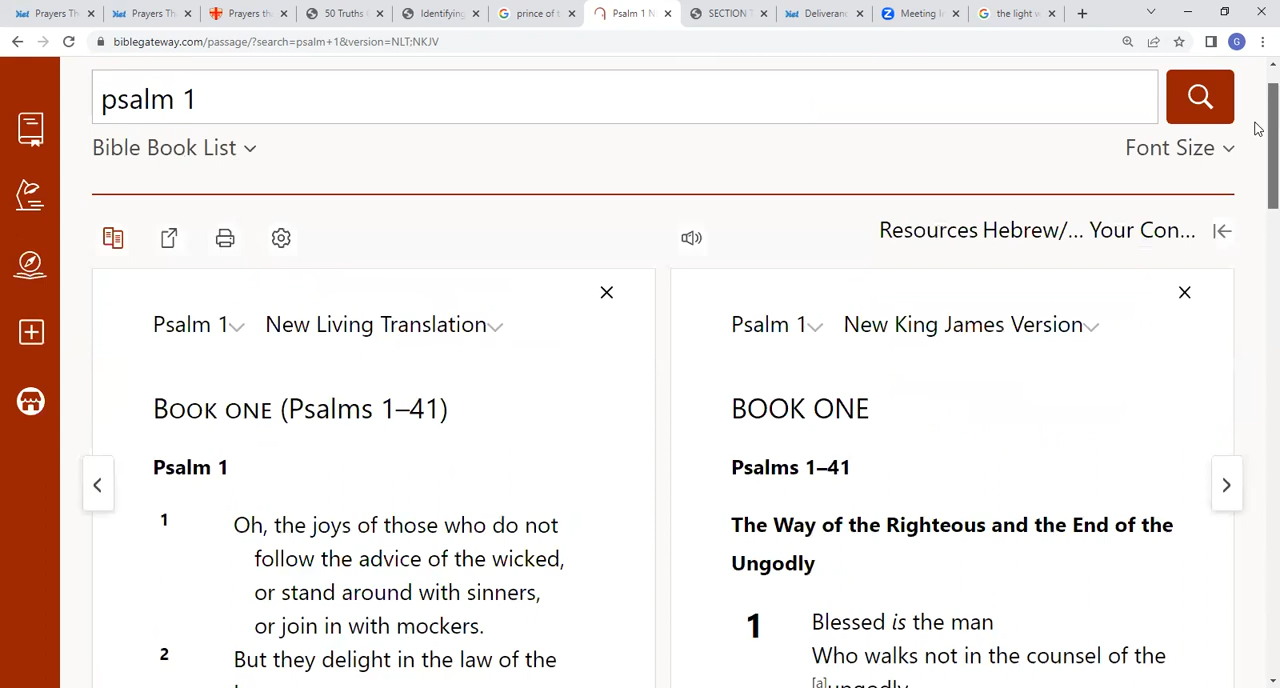 Prayers Th
Prayers Th
Prayers th
50 Truths
Identifying
prince of t
Psalm 1 N
SECTION T
Deliveranc
Meeting I
the light w
biblegateway.com/passage/?search=psalm+1&version=NLT;NKJV
G
psalm 1
Bible Book List
Font Size
Resources Hebrew/... Your Con...
Psalm 1 New Living Translation
BOOK ONE (Psalms 1–41)
Psalm 1
1 Oh, the joys of those who do not
follow the advice of the wicked,
or stand around with sinners,
or join in with mockers.
2 But they delight in the law of the
Psalm 1 New King James Version
BOOK ONE
Psalms 1–41
The Way of the Righteous and the End of the
Ungodly
1 Blessed is the man
Who walks not in the counsel of the
[a]ungodly